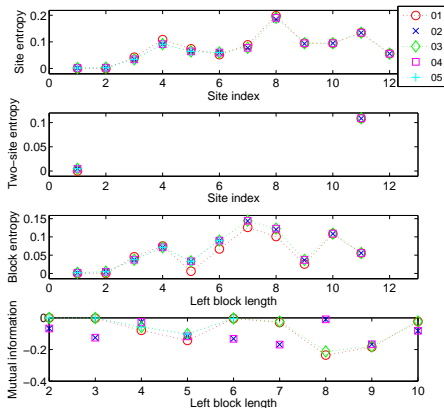 0.2
0.1
0
Site entropy
0 2 4 6 8 10 12
Site index
01
02
03
04
05
0.1
0.05
0
Two−site entropy
0 2 4 6 8 10 12
Site index
0.15
0.1
0.05
0
Block entropy
0 2 4 6 8 10 12
Left block length
0
−0.2
−0.4
Mutual information
2 3 4 5 6 7 8 9 10
Left block length